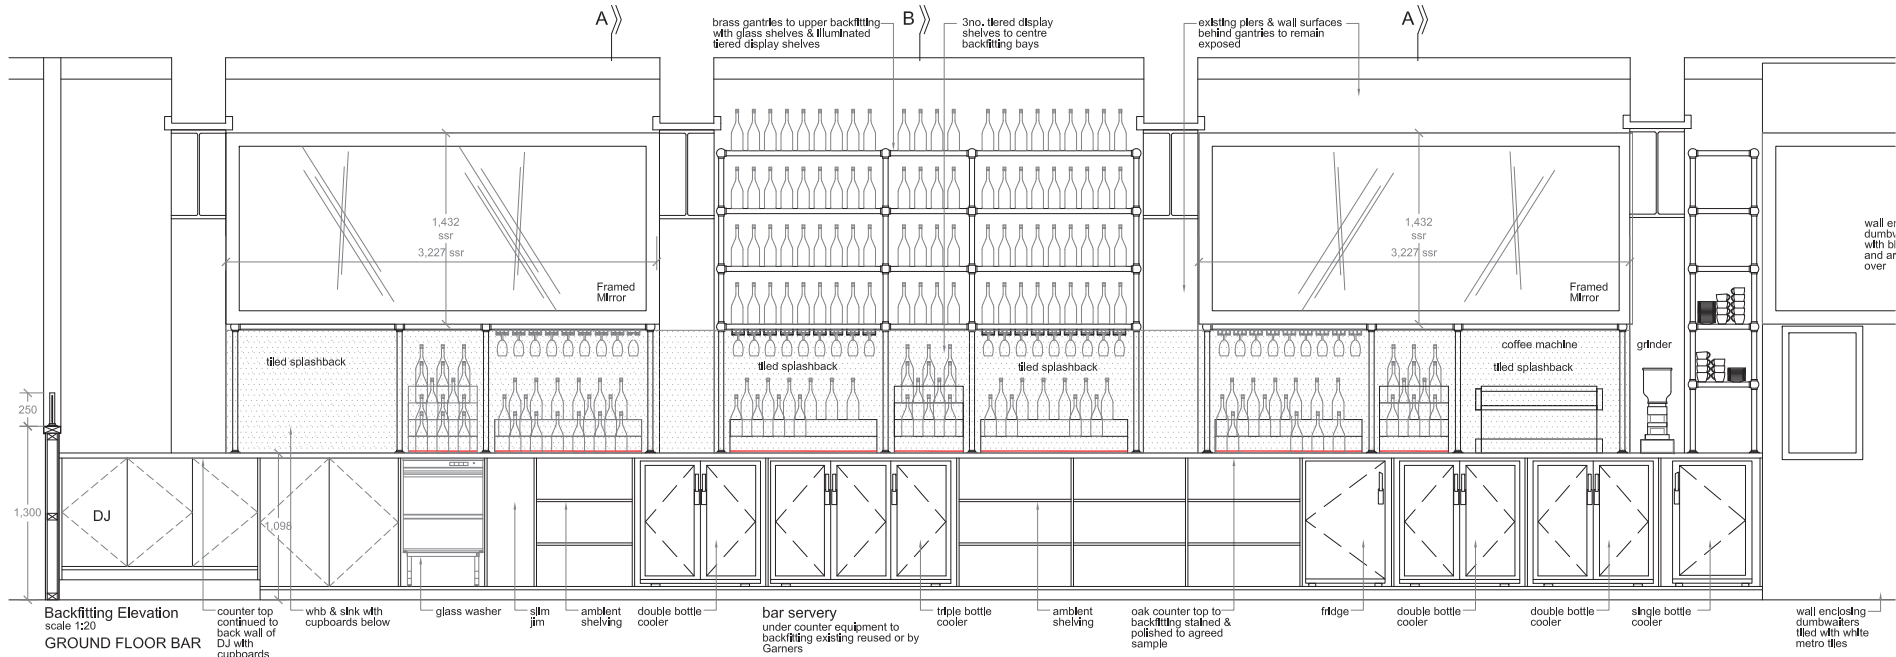 A
brass gantries to upper backfitting
with glass shelves & illuminated
tiered display shelves
B
3no. tiered display
shelves to centre
backfitting bays
existing piers & wall surfaces
behind gantries to remain
exposed
A
1,432
ssr
3,227 ssr
Framed
Mirror
1,432
ssr
3,227 ssr
Framed
Mirror
wall en
dumbw
with bl
and ar
over
tiled splashback
tiled splashback
tiled splashback
coffee machine
tiled splashback
grinder
250
1,300
DJ
1,098
Backfitting Elevation
scale 1:20
GROUND FLOOR BAR
counter top
continued to
back wall of
DJ with
cupboards
whb & sink with
cupboards below
glass washer
slim
jim
ambient
shelving
double bottle
cooler
bar servery
under counter equipment to
backfitting existing reused or by
Garners
triple bottle
cooler
ambient
shelving
oak counter top to
backfitting stained &
polished to agreed
sample
fridge
double bottle
cooler
double bottle
cooler
single bottle
cooler
wall enclosing
dumbwaiters
tiled with white
metro tiles